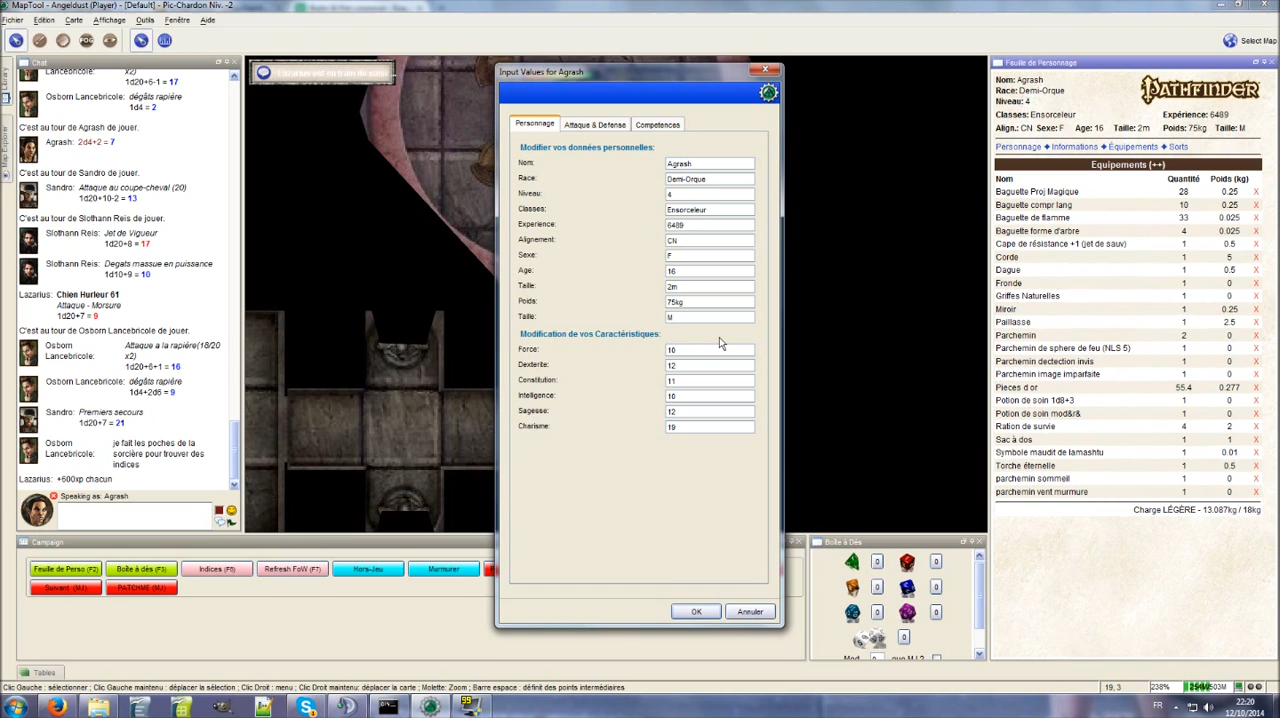 MapTool - Angeldust (Player) - [Default] - Pic-Chardon Niv. -2
Fichier Edition Carte Affichage Outils Fenêtre Aide
FOG
Select Map
Chat
Lancebricole: x2)
1d20+6-1 = 17
Osborn Lancebricole: dégâts rapière
1d4 = 2
C'est au tour de Agrash de jouer.
Agrash: 2d4+2 = 7
C'est au tour de Sandro de jouer.
Sandro: Attaque au coupe-cheval (20)
1d20+10-2 = 13
C'est au tour de Slothann Reis de jouer.
Slothann Reis: Jet de Vigueur
1d20+8 = 17
Slothann Reis: Degats massue en puissance
1d10+9 = 10
Lazarius: Chien Hurleur 61
Attaque - Morsure
1d20+7 = 9
C'est au tour de Osborn Lancebricole de jouer.
Osborn Lancebricole: Attaque a la rapiére(18/20 x2)
1d20+6+1 = 16
Osborn Lancebricole: dégâts rapière
1d4+2d6 = 9
Sandro: Premiers secours
1d20+7 = 21
Osborn Lancebricole: je fait les poches de la
sorcière pour trouver des
indices
Lazarius: +600xp chacun
Speaking as: Agrash
Library
Map Explorer
Lazarius est en train de
Input Values for Agrash
Personnage Attaque & Defense Competences
Modifier vos données personelles:
Nom: Agrash
Race: Demi-Orque
Niveau: 4
Classes: Ensorceleur
Experience: 6489
Alignement: CN
Sexe: F
Age: 16
Taille: 2m
Poids: 75kg
Taille: M
Modification de vos Caractéristiques:
Force: 10
Dexterite: 12
Constitution: 11
Intelligence: 10
Sagesse: 12
Charisme: 19
OK Annuler
Feuille de Personnage
PATHFINDER
Nom: Agrash
Race: Demi-Orque
Niveau: 4
Classes: Ensorceleur Expérience: 6489
Align.: CN Sexe: F Age: 16 Taille: 2m Poids: 75kg Taille: M
Personnage Informations Équipements Sorts
Equipements (++)
Nom Quantité Poids (kg)
Baguette Proj Magique 28 0.25 X
Baguette compr lang 10 0.25 X
Baguette de flamme 33 0.025 X
Baguette forme d'arbre 4 0.025 X
Cape de résistance +1 (jet de sauv) 1 0.5 X
Corde 1 5 X
Dague 1 0.5 X
Fronde 1 X
Griffes Naturelles 1 X
Miroir 1 0.25 X
Paillasse 1 2.5 X
Parchemin 2 0 X
Parchemin de sphere de feu (NLS 5) 1 X
Parchemin dectection invis 1 X
Parchemin image imparfaite 1 X
Pieces d or 55.4 0.277 X
Potion de soin 1d8+3 1 X
Potion de soin mod&r& 1 X
Ration de survie 4 2 X
Sac à dos 1 1 X
Symbole maudit de lamashtu 1 0.01 X
Torche éternelle 1 0.5 X
parchemin sommeil 1 X
parchemin vent murmure 1 X
Charge LÉGÈRE - 13.087kg / 18kg
Campaign
Feuille de Perso (F2) Boîte à dés (F3) Indices (F6) Refresh FoW (F7) Hors-Jeu Murmurer
Suivant (MJ) PATCHME (MJ)
Boîte à Dés
0 0
0 0
0 0
0
Tables
Clic Gauche : sélectionner ; Clic Gauche maintenu : déplacer la sélection ; Clic Droit : menu ; Clic Droit maintenu: déplacer la carte ; Molette: Zoom ; Barre espace : définit des points intermédiaires
19, 3 238%
99
FR 22:20
12/10/2014